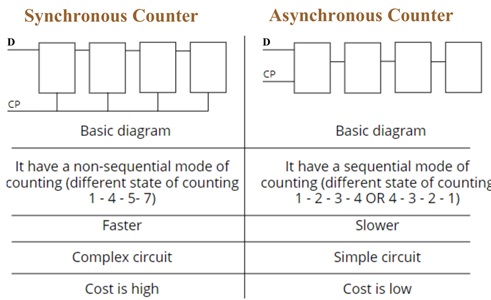 Synchronous Counter
Asynchronous Counter
D
CP
D
CP
Basic diagram
Basic diagram
It have a non-sequential mode of
counting (different state of counting
1 - 4 - 5- 7)
It have a sequential mode of
counting (different state of counting
1 - 2 - 3 - 4 OR 4 - 3 - 2 - 1)
Faster
Slower
Complex circuit
Simple circuit
Cost is high
Cost is low